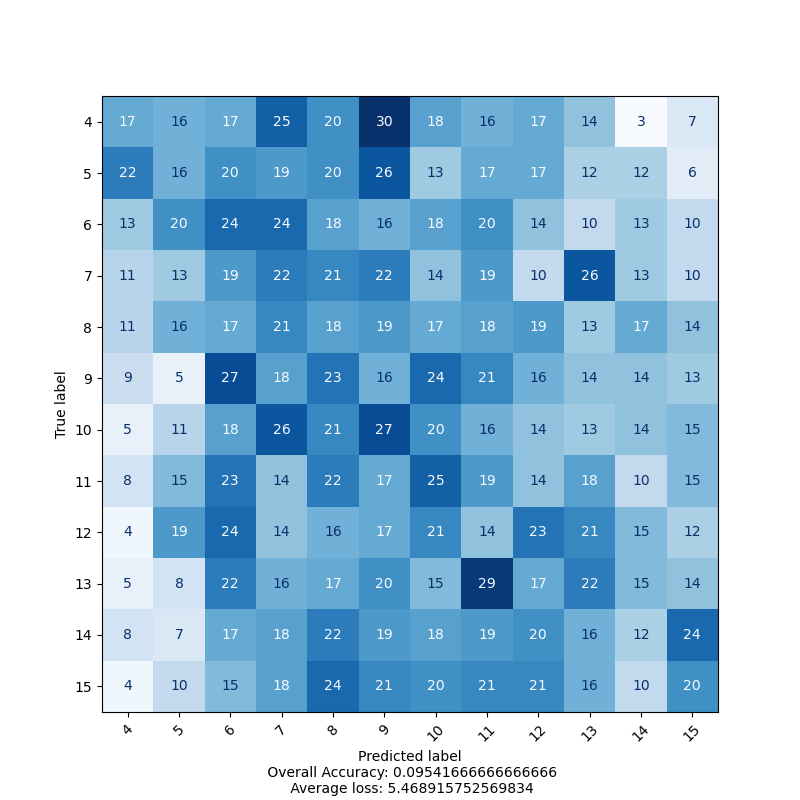 4 17 16 17 25 20 30 18 16 17 14 3 7
5 22 16 20 19 20 26 13 17 17 12 12 6
6 13 20 24 24 18 16 18 20 14 10 13 10
7 11 13 19 22 21 22 14 19 10 26 13 10
8 11 16 17 21 18 19 17 18 19 13 17 14
9 9 5 27 18 23 16 24 21 16 14 14 13
10 5 11 18 26 21 27 20 16 14 13 14 15
11 8 15 23 14 22 17 25 19 14 18 10 15
12 4 19 24 14 16 17 21 14 23 21 15 12
13 5 8 22 16 17 20 15 29 17 22 15 14
14 8 7 17 18 22 19 18 19 20 16 12 24
15 4 10 15 18 24 21 20 21 21 16 10 20
True label
4 5 6 7 8 9 10 11 12 13 14 15
Predicted label
Overall Accuracy: 0.09541666666666666
Average loss: 5.468915752569834